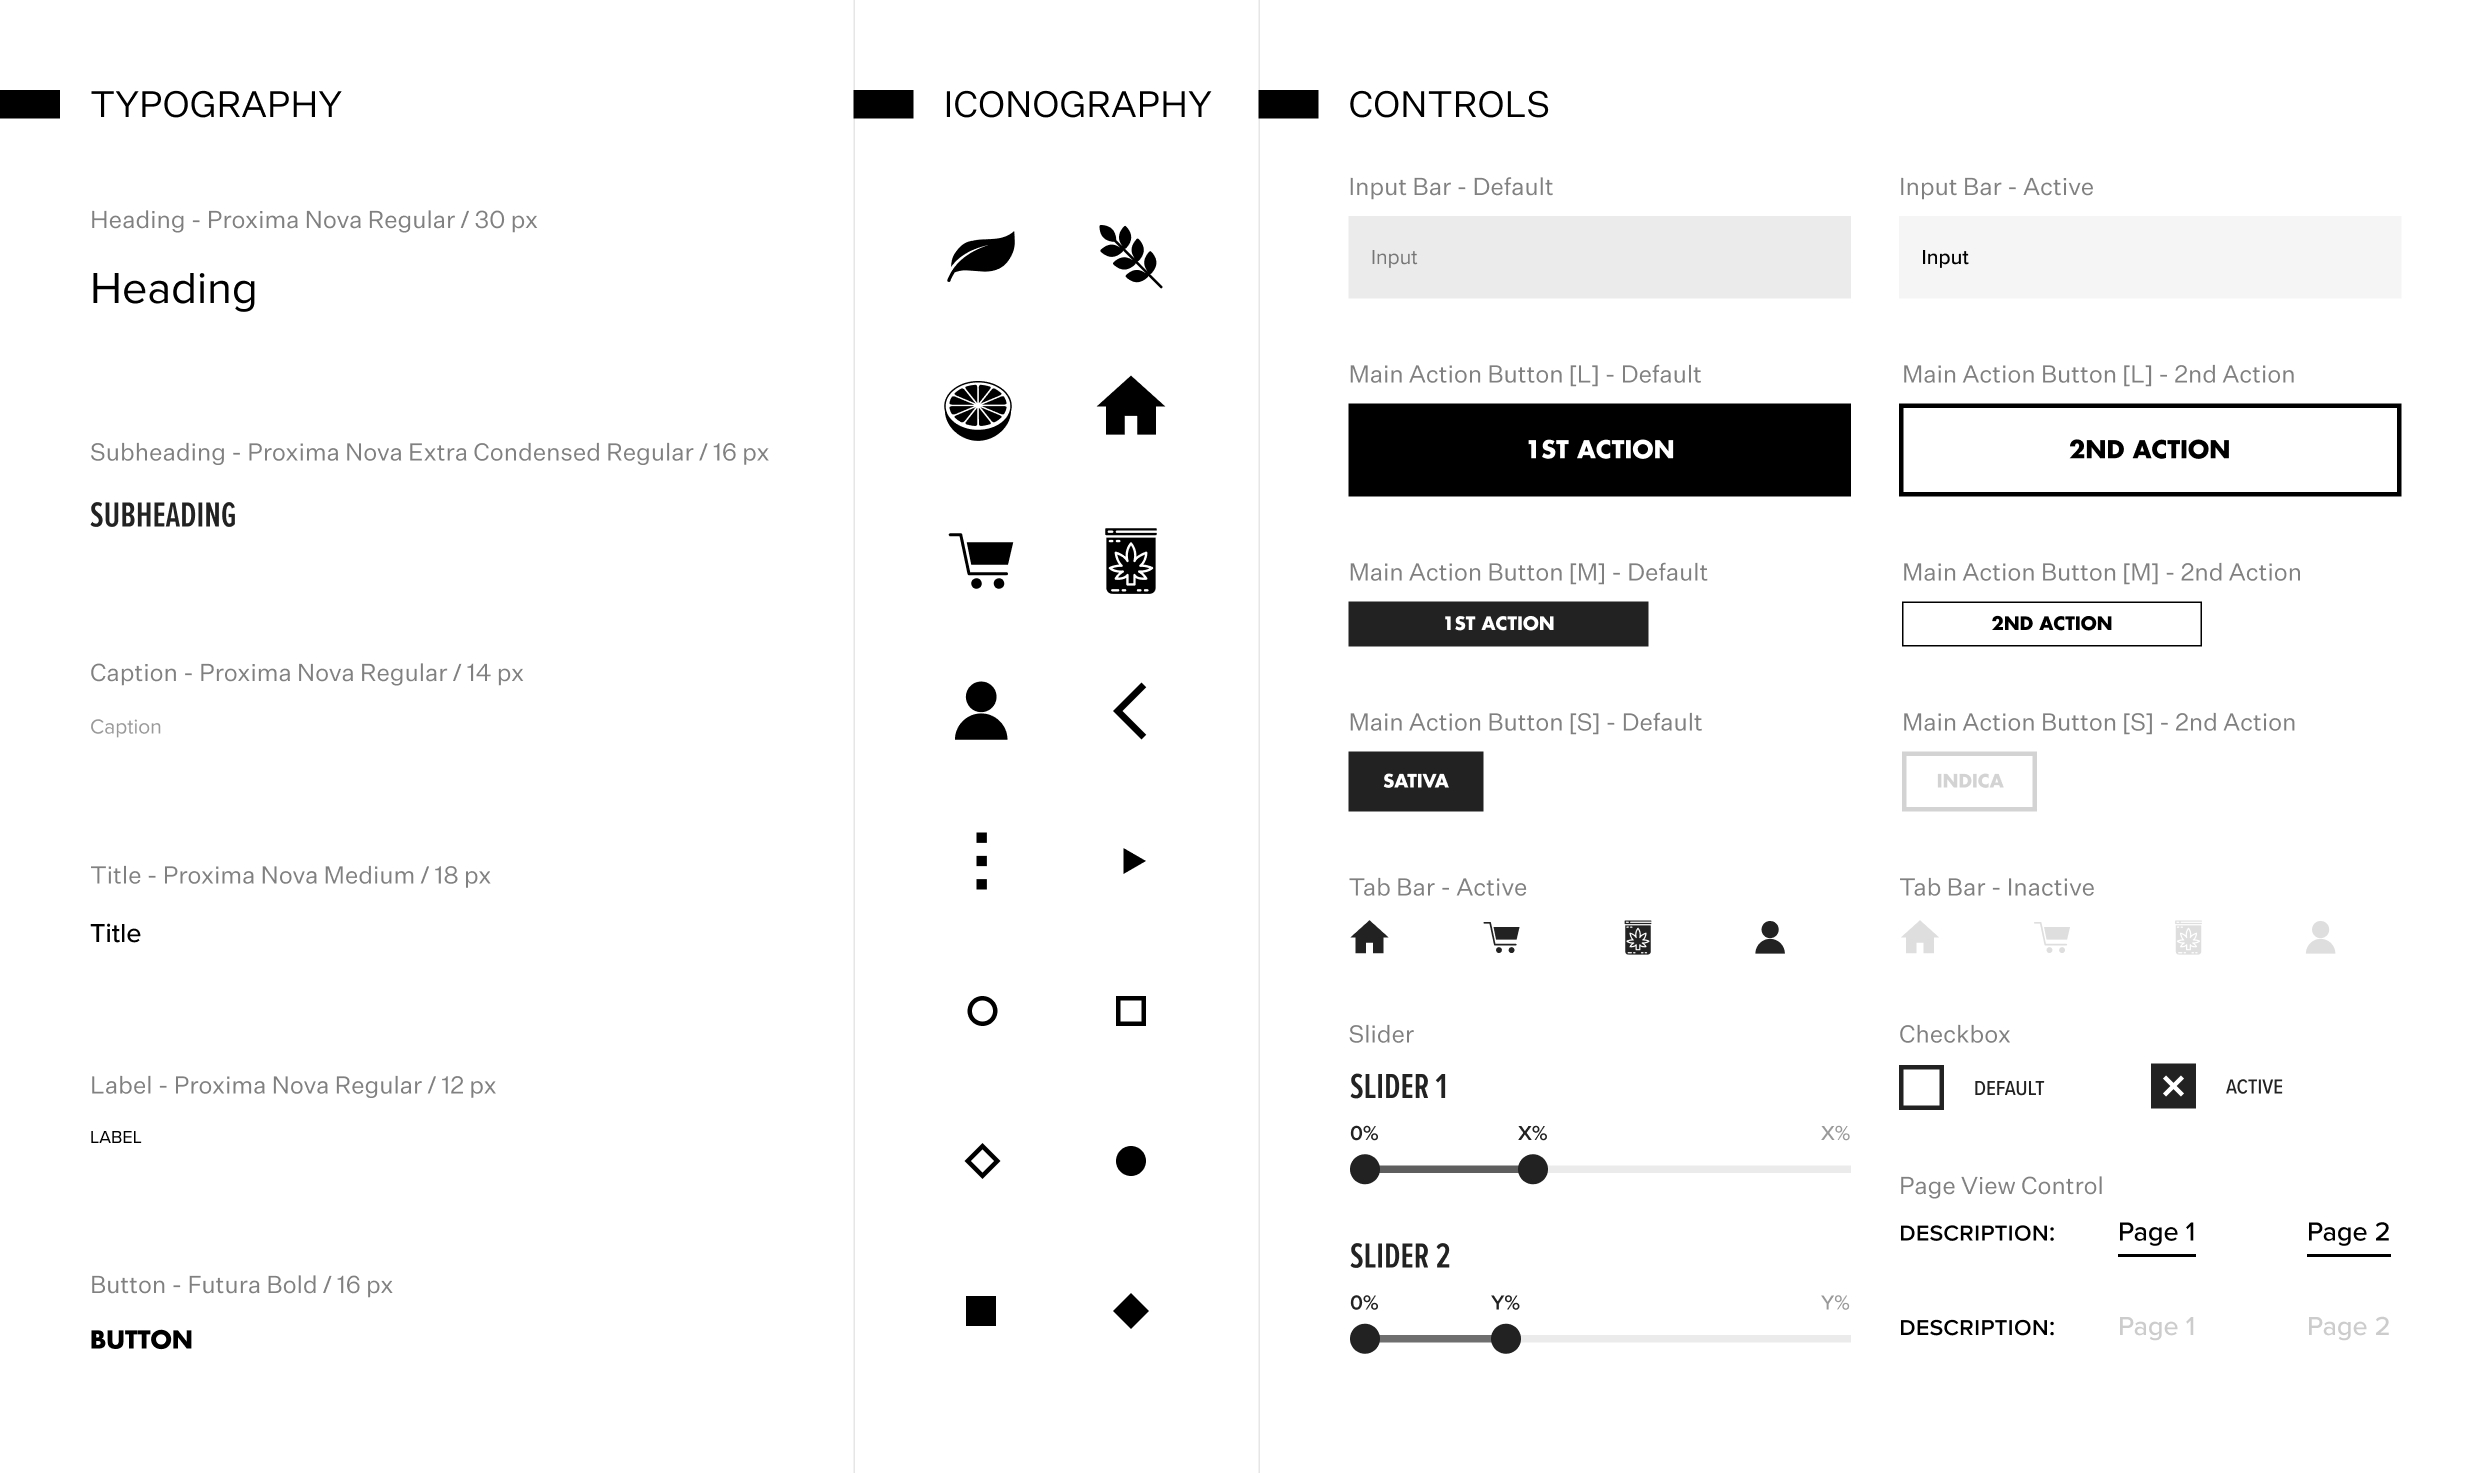 TYPOGRAPHY
Heading - Proxima Nova Regular / 30 px
Heading
Subheading - Proxima Nova Extra Condensed Regular / 16 px
SUBHEADING
Caption - Proxima Nova Regular / 14 px
Caption
Title - Proxima Nova Medium / 18 px
Title
Label - Proxima Nova Regular / 12 px
LABEL
Button - Futura Bold / 16 px
BUTTON
ICONOGRAPHY
CONTROLS
Input Bar - Default
Input
Input Bar - Active
Input
Main Action Button [L] - Default
1ST ACTION
Main Action Button [L] - 2nd Action
2ND ACTION
Main Action Button [M] - Default
1ST ACTION
Main Action Button [M] - 2nd Action
2ND ACTION
Main Action Button [S] - Default
SATIVA
Main Action Button [S] - 2nd Action
INDICA
Tab Bar - Active
Tab Bar - Inactive
Slider
SLIDER 1
0% X% X%
SLIDER 2
0% Y% Y%
Checkbox
DEFAULT ACTIVE
Page View Control
DESCRIPTION: Page 1 Page 2
DESCRIPTION: Page 1 Page 2